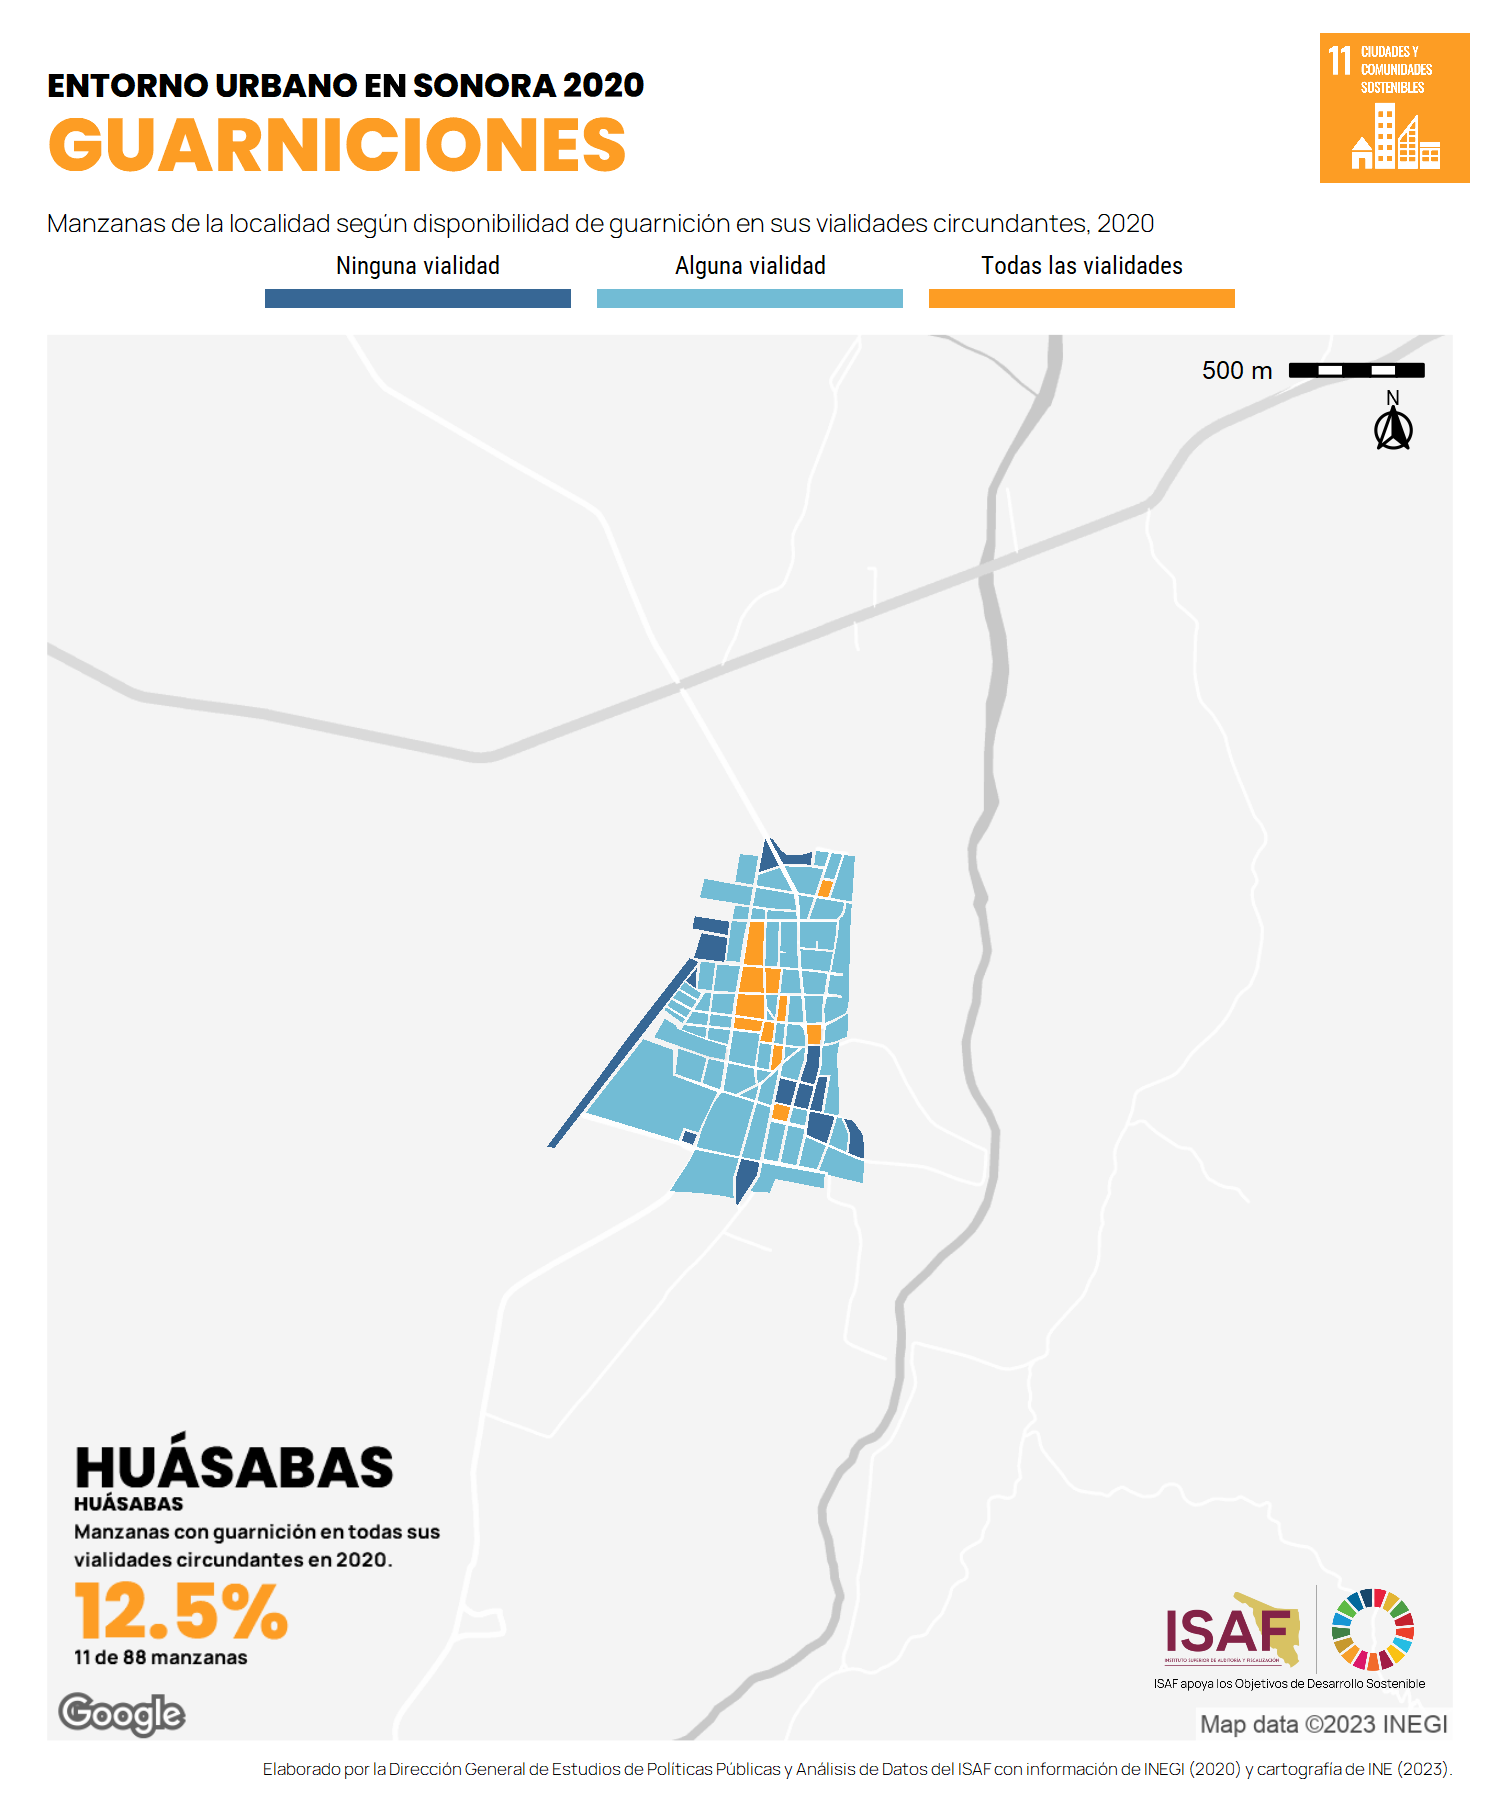 ENTORNO URBANO EN SONORA 2020
GUARNICIONES
11 CIUDADES Y
COMUNIDADES
SOSTENIBLES
Manzanas de la localidad según disponibilidad de guarnición en sus vialidades circundantes, 2020
Ninguna vialidad
Alguna vialidad
Todas las vialidades
500 m
N
HUÁSABAS
HUÁSABAS
Manzanas con guarnición en todas sus
vialidades circundantes en 2020.
12.5%
11 de 88 manzanas
ISAF
INSTITUTO SUPERIOR DE AUDITORÍA Y FISCALIZACIÓN
ISAF apoya los Objetivos de Desarrollo Sostenible
Google
Map data ©2023 INEGI
Elaborado por la Dirección General de Estudios de Políticas Públicas y Análisis de Datos del ISAF con información de INEGI (2020) y cartografía de INE (2023).